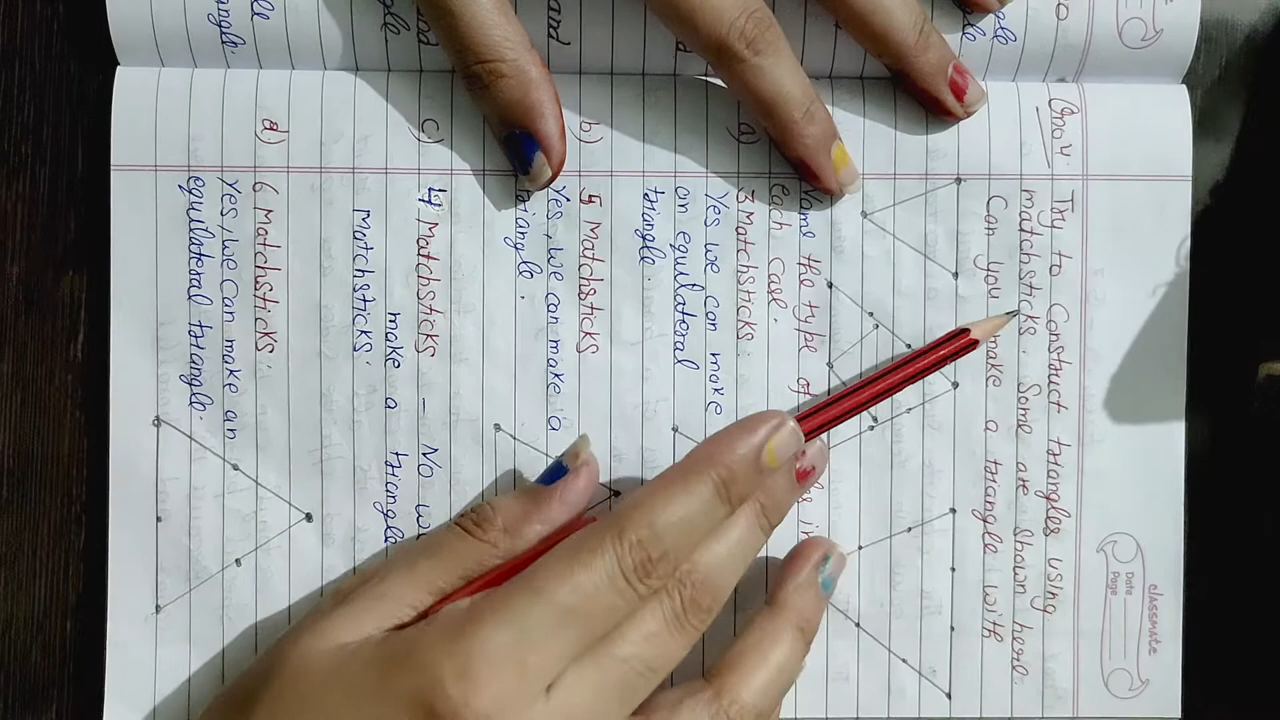 classmate
Date
Page
Qno4. Try to Construct triangles using
matchsticks. Some are shown here.
Can you make a triangle with
Name the type of
each case.
a) 3 Matchsticks:
Yes we can make
on equilateral
triangle.
b) 5 Matchsticks
Yes, we can make a
triangle.
c) 4 Matchsticks - No
make a triangle
matchsticks.
d) 6 Matchsticks.
Yes, we can make an
equilateral triangle.